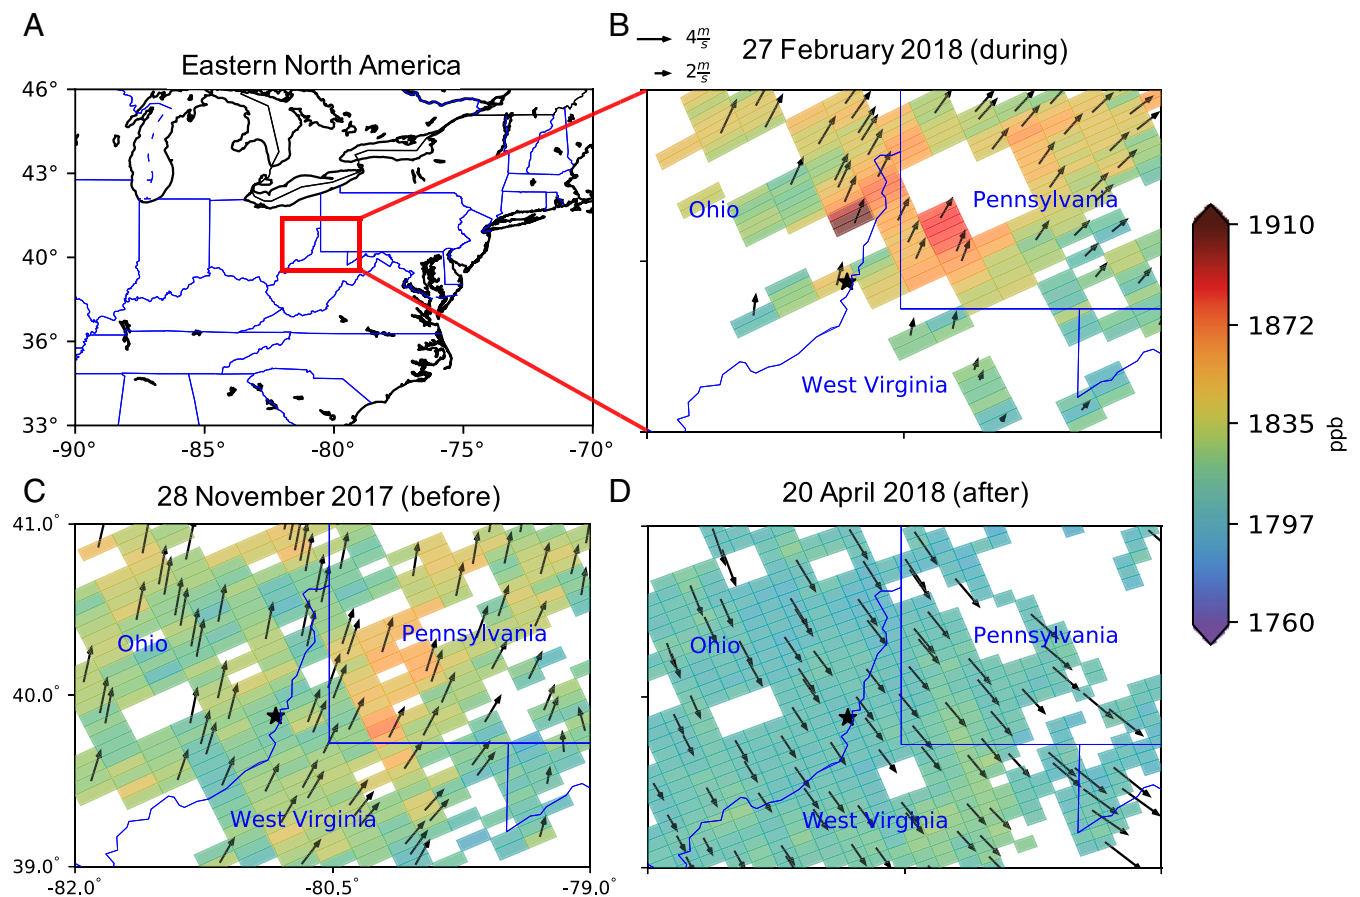 A
Eastern North America
46°
43°
40°
36°
33°
-90°
-85°
-80°
-75°
-70°
B
4 m/s
2 m/s
27 February 2018 (during)
Ohio
Pennsylvania
West Virginia
1910
1872
1835
1797
1760
ppb
C
28 November 2017 (before)
41.0°
40.0°
39.0°
-82.0°
-80.5°
-79.0°
Ohio
Pennsylvania
West Virginia
D
20 April 2018 (after)
Ohio
Pennsylvania
West Virginia